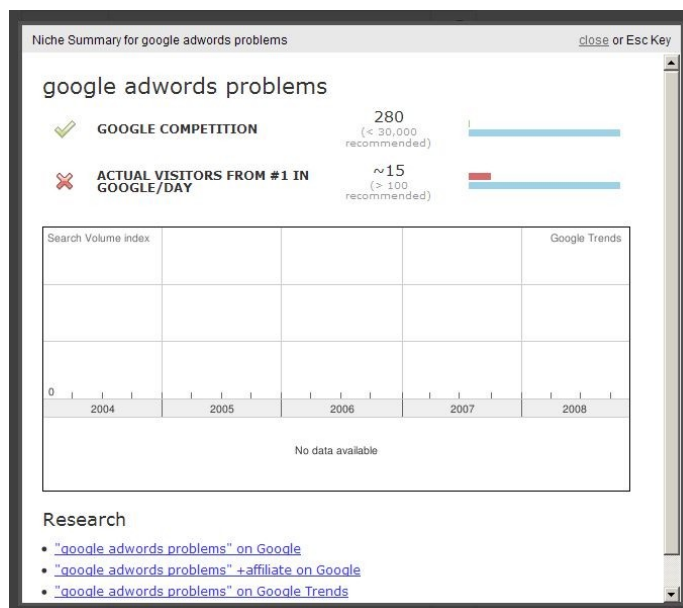 Niche Summary for google adwords problems
close or Esc Key
google adwords problems
GOOGLE COMPETITION
280
(< 30,000
recommended)
ACTUAL VISITORS FROM #1 IN
GOOGLE/DAY
~15
(> 100
recommended)
Search Volume index
Google Trends
0
2004 2005 2006 2007 2008
No data available
Research
"google adwords problems" on Google
"google adwords problems" +affiliate on Google
"google adwords problems" on Google Trends